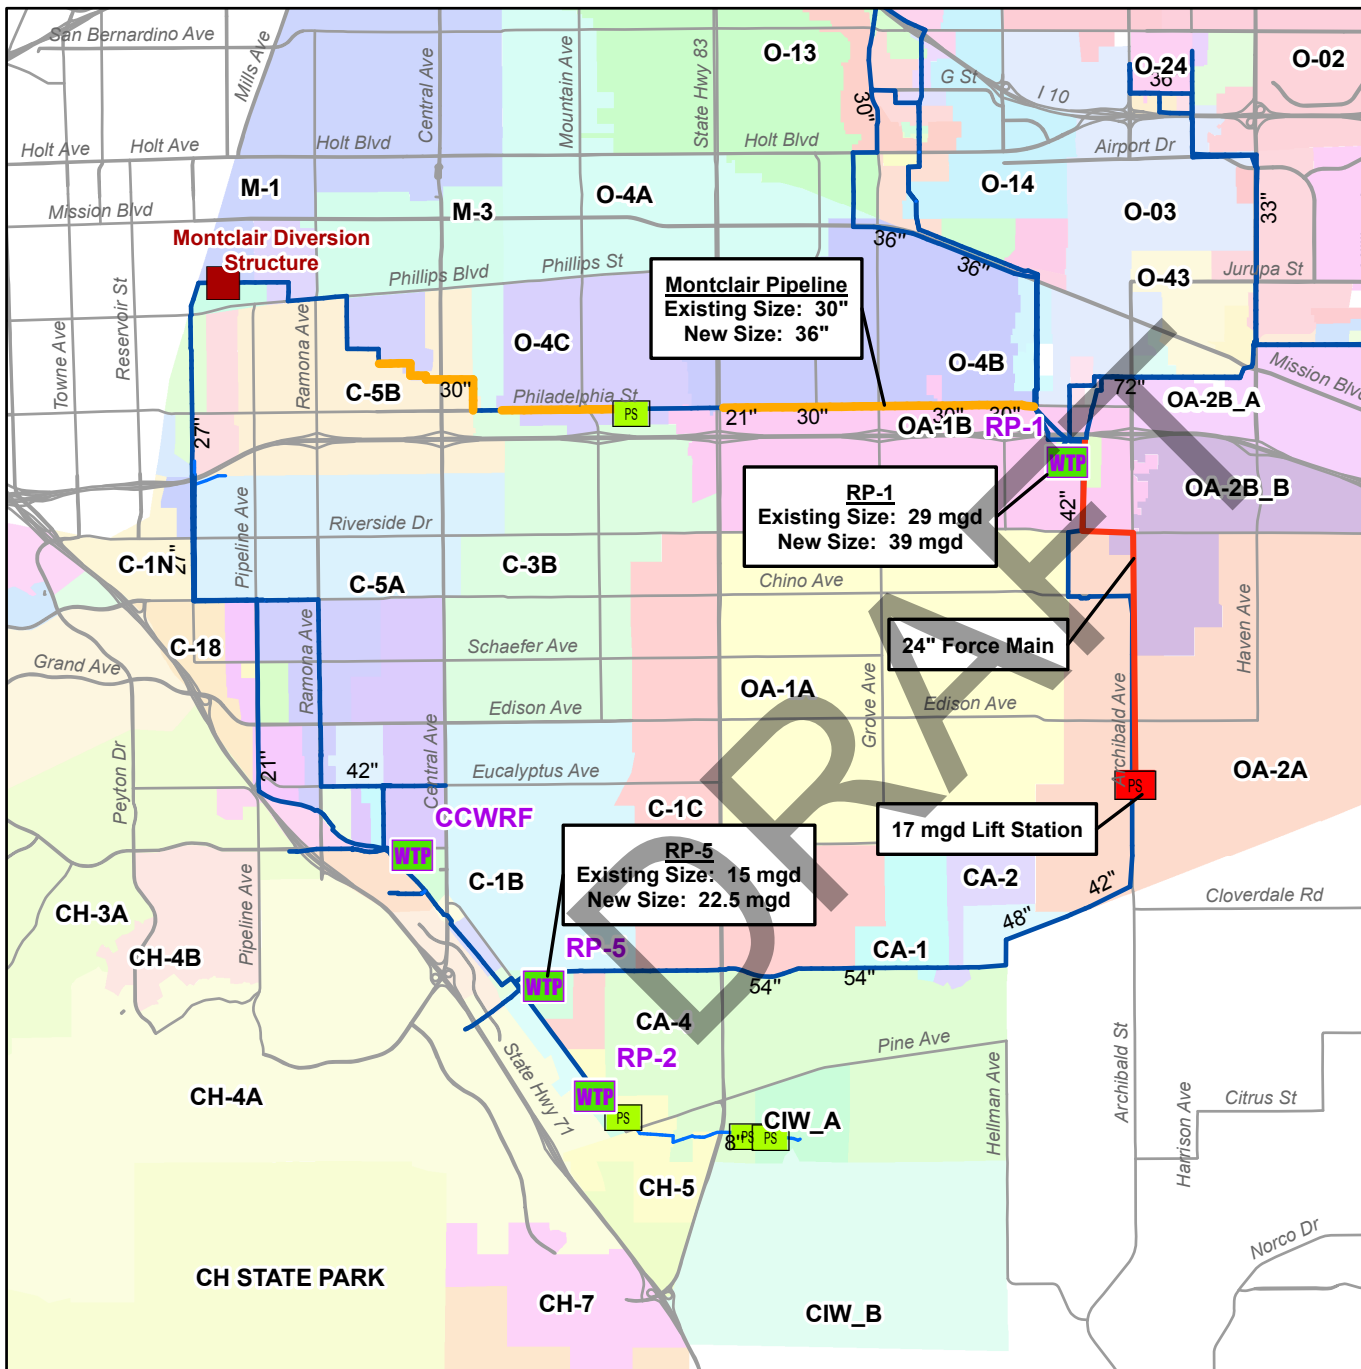 San Bernardino Ave
Mills Ave
Central Ave
Mountain Ave
State Hwy 83
O-13
G St
I 10
O-24
36"
O-02
30"
Holt Ave
Holt Ave
Holt Blvd
Holt Blvd
Airport Dr
M-1
O-4A
O-14
Mission Blvd
M-3
O-03
33"
Montclair Diversion
Structure
36"
36"
Phillips Blvd
Phillips St
O-43
Jurupa St
Montclair Pipeline
Existing Size: 30"
New Size: 36"
Towne Ave
Reservoir St
Ramona Ave
O-4C
O-4B
Mission Blvd
C-5B
30"
Philadelphia St
PS
21"
30"
30"
30"
72"
OA-2B_A
OA-1B
RP-1
27"
WTP
RP-1
Existing Size: 29 mgd
New Size: 39 mgd
42"
OA-2B_B
Pipeline Ave
Riverside Dr
C-1N
27"
C-5A
C-3B
Chino Ave
C-18
Ramona Ave
Schaefer Ave
24" Force Main
Haven Ave
Grand Ave
OA-1A
Grove Ave
Edison Ave
Edison Ave
Archibald Ave
Peyton Dr
21"
42"
Central Ave
Eucalyptus Ave
PS
OA-2A
CCWRF
C-1C
17 mgd Lift Station
WTP
RP-5
Existing Size: 15 mgd
New Size: 22.5 mgd
C-1B
CA-2
42"
Cloverdale Rd
CH-3A
Pipeline Ave
48"
CH-4B
RP-5
CA-1
WTP
54"
54"
CA-4
State Hwy 71
RP-2
Pine Ave
Hellman Ave
Archibald St
Harrison Ave
CH-4A
WTP
Citrus St
PS
8"
PS
PS
CIW_A
CH-5
Norco Dr
CH STATE PARK
CH-7
CIW_B
DRAFT